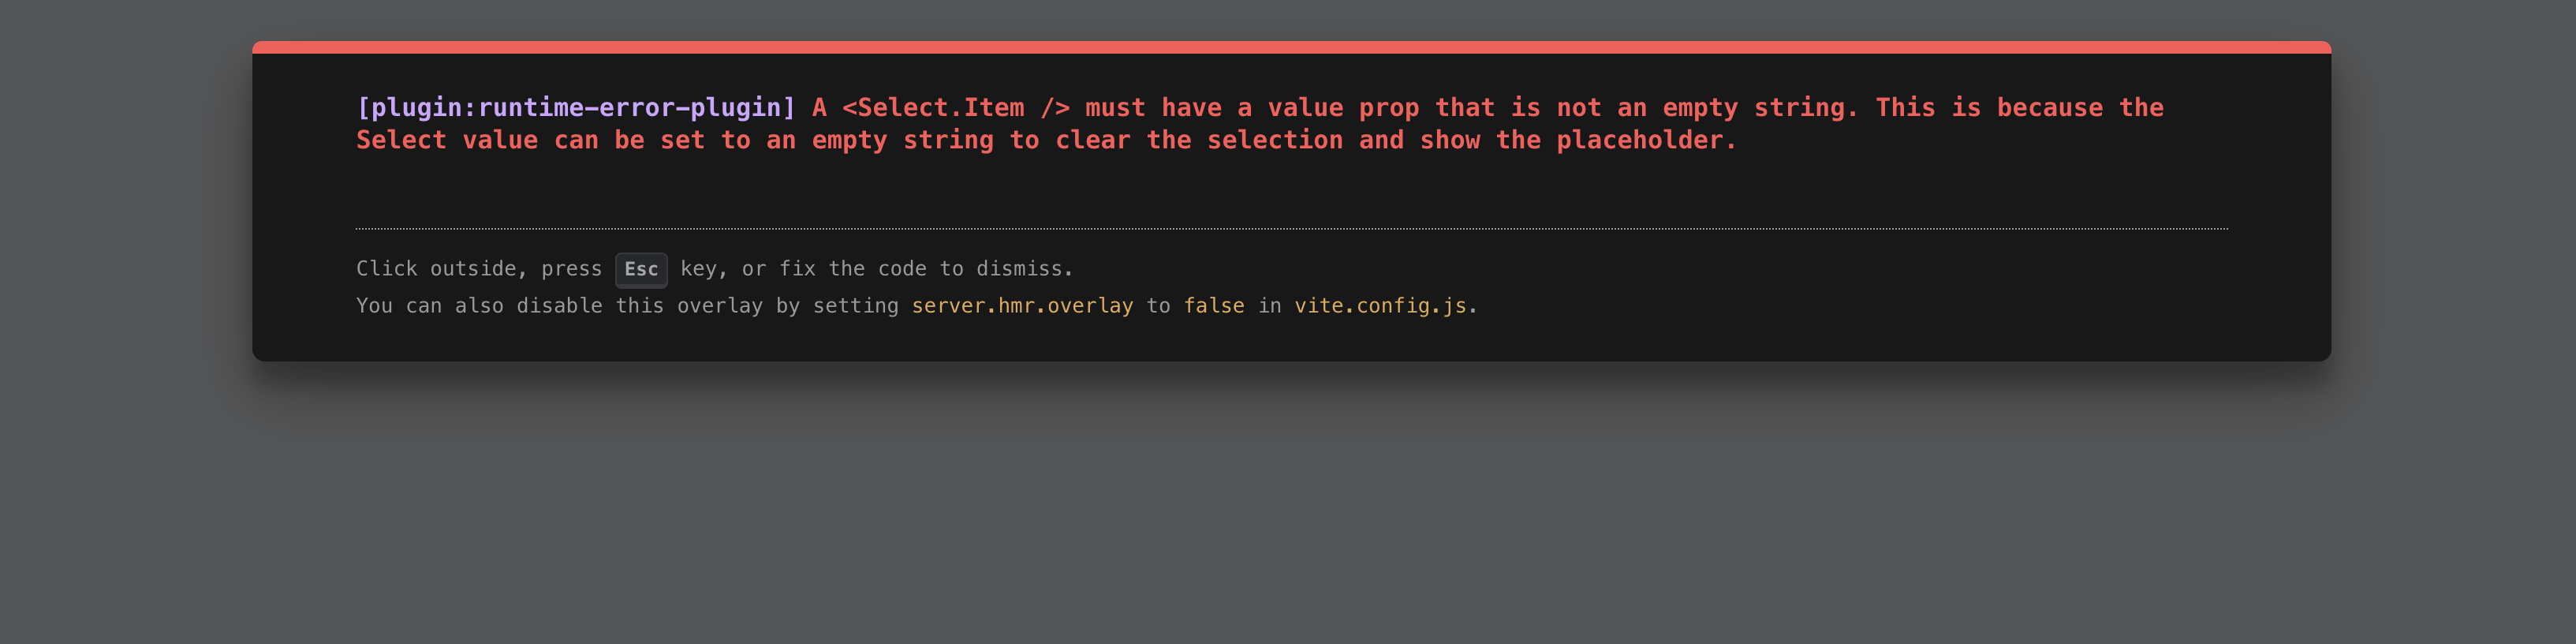 [plugin:runtime-error-plugin] A <Select.Item /> must have a value prop that is not an empty string. This is because the
Select value can be set to an empty string to clear the selection and show the placeholder.
Click outside, press Esc key, or fix the code to dismiss.
You can also disable this overlay by setting server.hmr.overlay to false in vite.config.js.